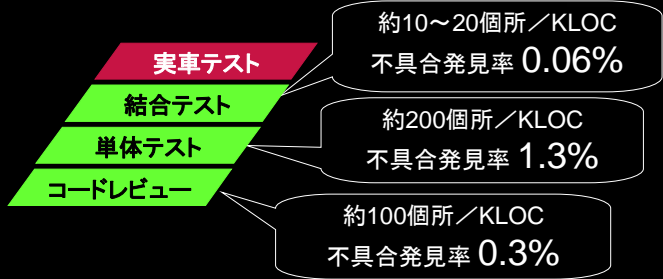 約10～20個所／KLOC
不具合発見率 0.06%
実車テスト
結合テスト
単体テスト
コードレビュー
約200個所／KLOC
不具合発見率 1.3%
約100個所／KLOC
不具合発見率 0.3%